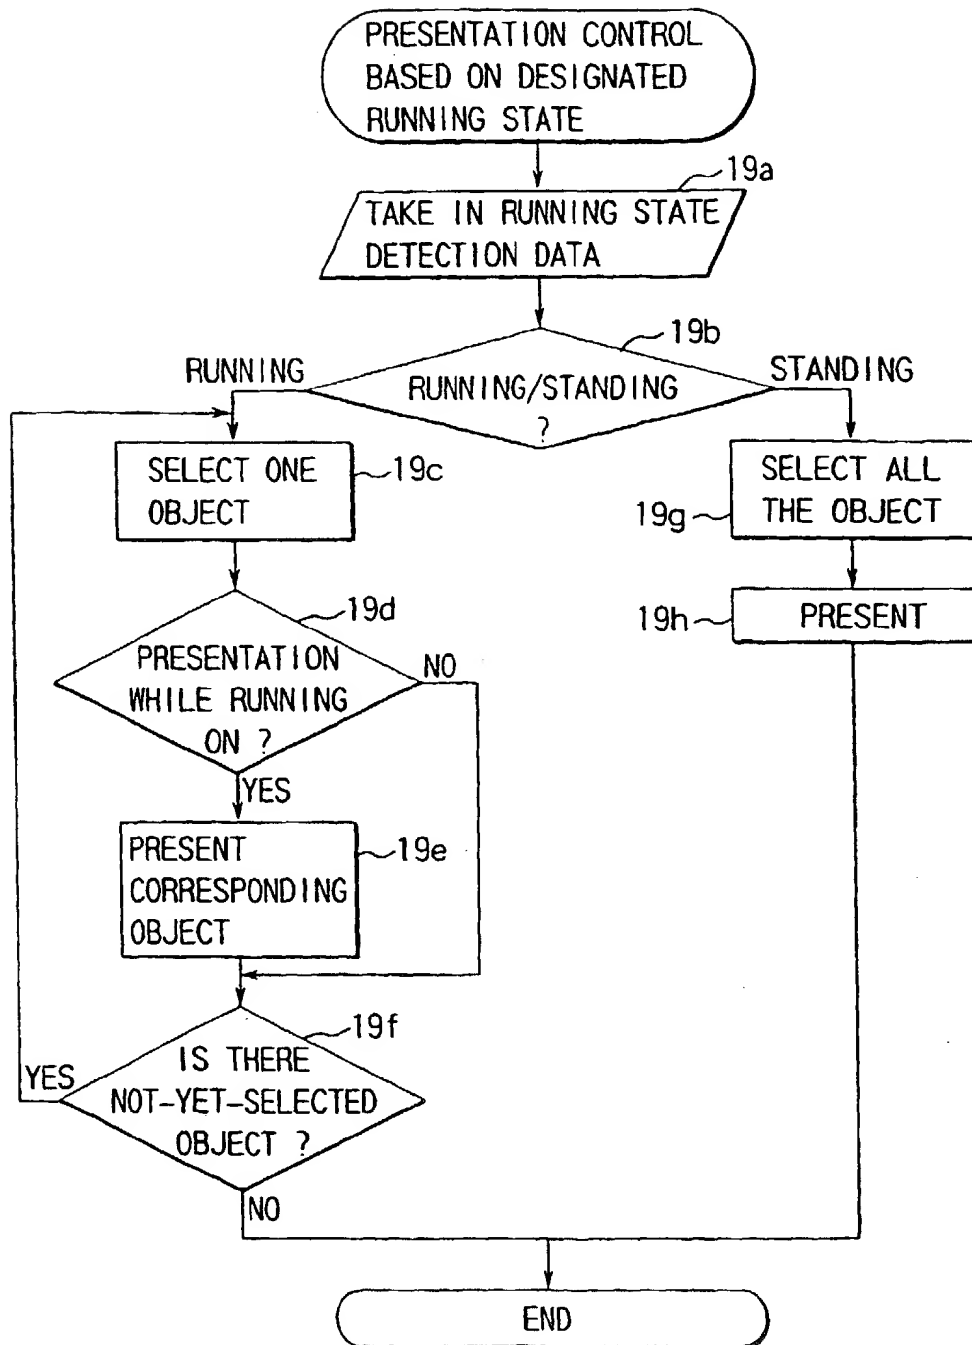 PRESENTATION CONTROL
BASED ON DESIGNATED
RUNNING STATE
19a
TAKE IN RUNNING STATE
DETECTION DATA
19b
RUNNING
STANDING
RUNNING/STANDING
?
SELECT ONE
OBJECT
19c
SELECT ALL
THE OBJECT
19g
19d
PRESENTATION
WHILE RUNNING
ON ?
NO
PRESENT
19h
YES
PRESENT
CORRESPONDING
OBJECT
19e
19f
IS THERE
NOT-YET-SELECTED
OBJECT ?
YES
NO
END